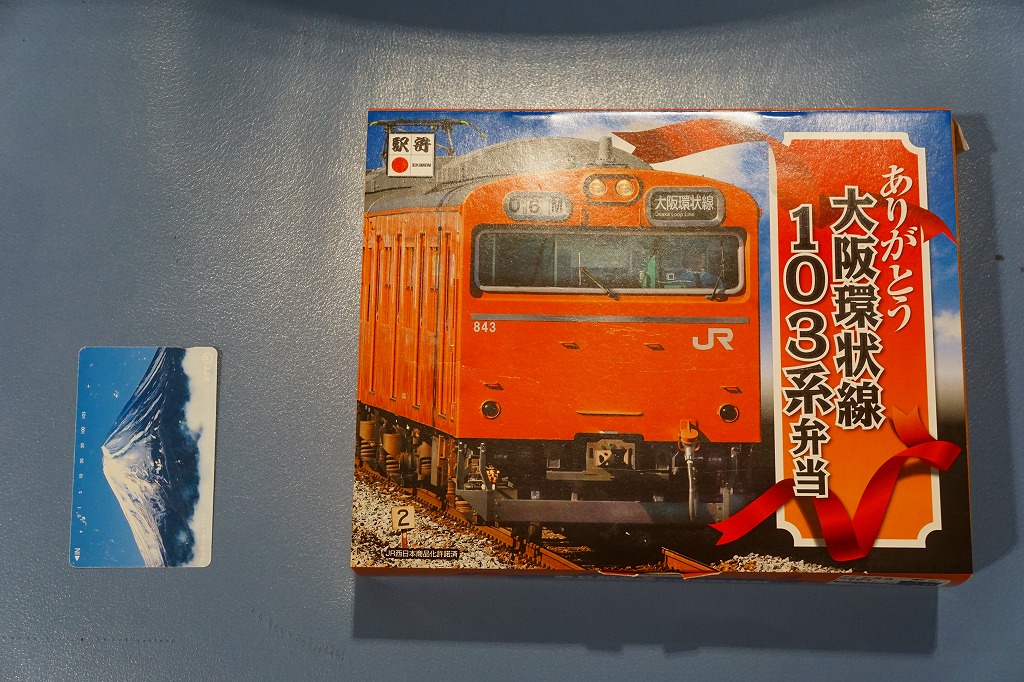 駅弁
EKIBEN
大阪環状線
Osaka Loop Line
843
JR
2
JR西日本商品化許諾済
ありがとう
大阪環状線
103系弁当